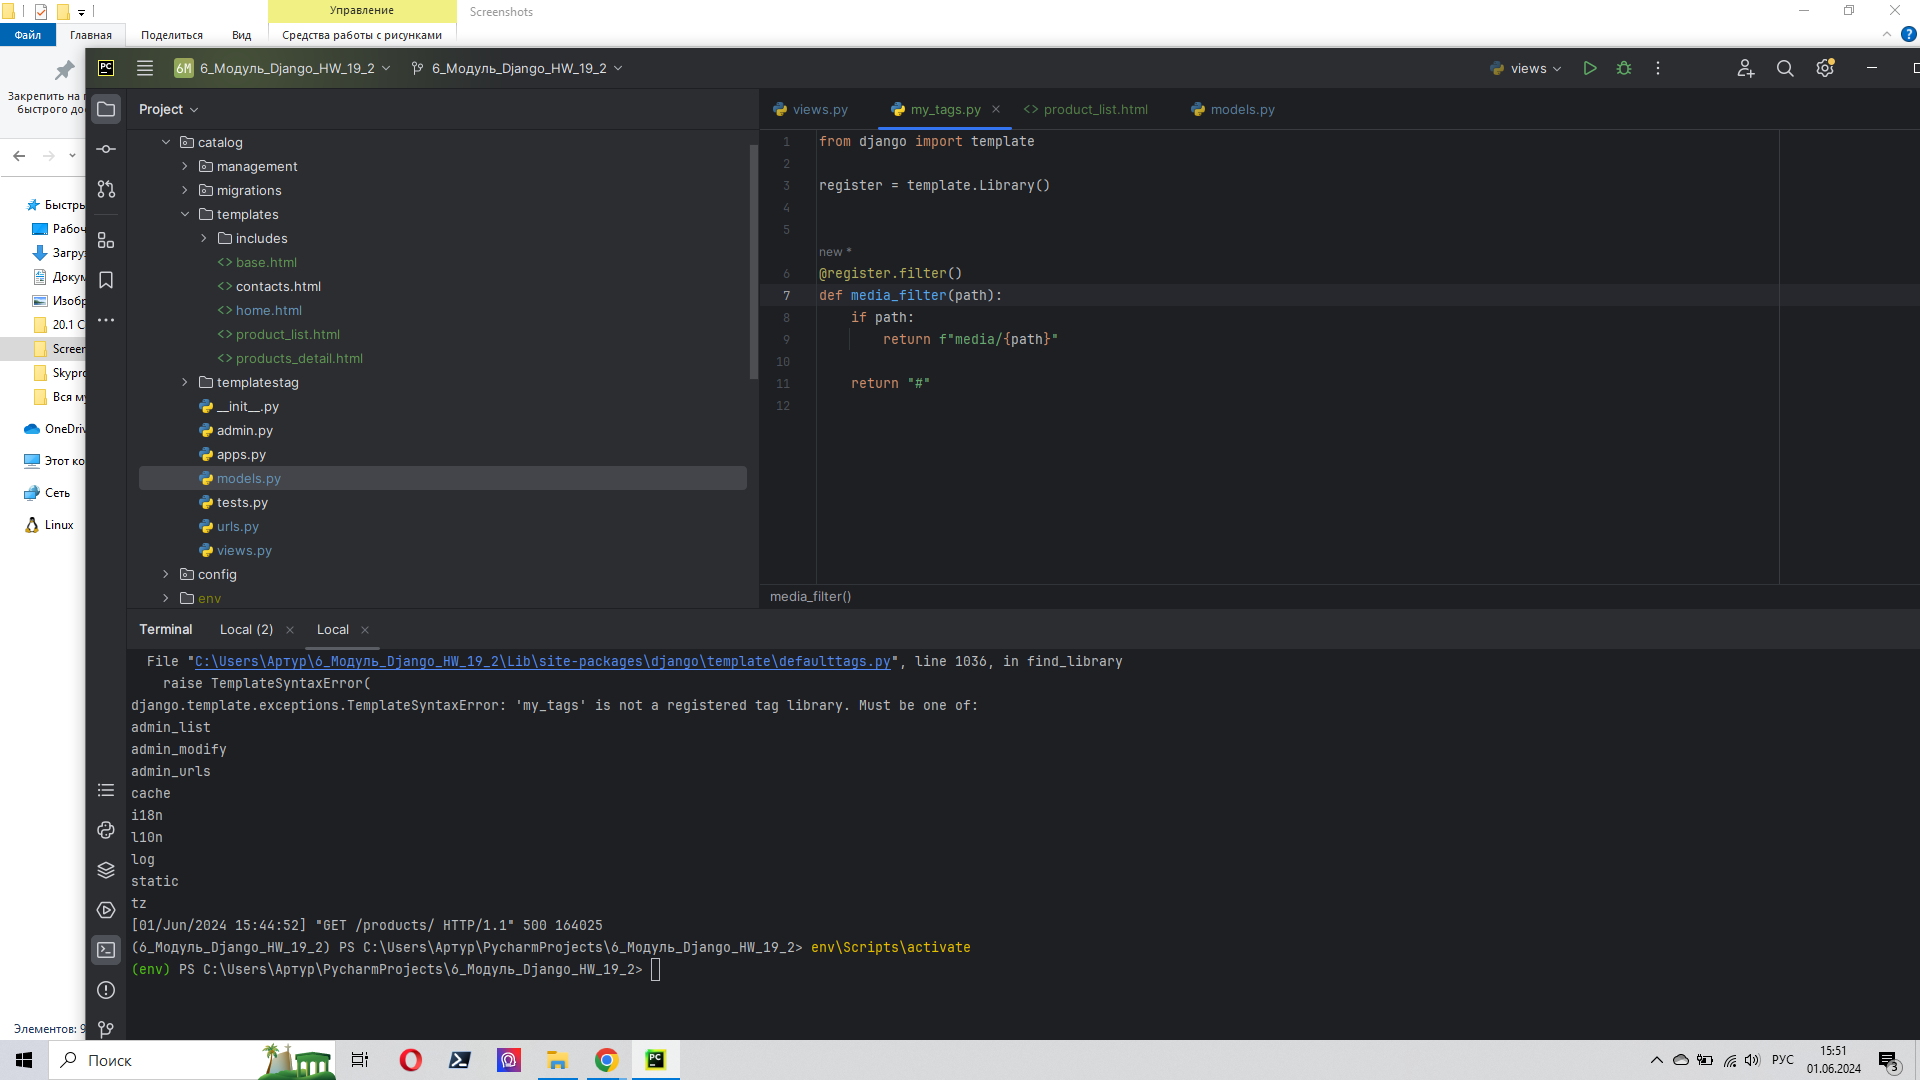 Управление
Screenshots
Файл
Главная
Поделиться
Вид
Средства работы с рисунками
Закрепить на
быстрого до
Быстрь
Рабоч
Загру
Докум
Изобр
20.1 C
Screer
Skypro
Вся му
OneDriv
Этот ко
Сеть
Linux
Элементов: 9
PC
6M
6_Модуль_Django_HW_19_2
6_Модуль_Django_HW_19_2
views
Project
catalog
management
migrations
templates
includes
base.html
contacts.html
home.html
product_list.html
products_detail.html
templatestag
__init__.py
admin.py
apps.py
models.py
tests.py
urls.py
views.py
config
env
views.py
my_tags.py
product_list.html
models.py
1 from django import template
2
3 register = template.Library()
4
5
new *
6 @register.filter()
7 def media_filter(path):
8 if path:
9 return f"media/{path}"
10
11 return "#"
12
media_filter()
Terminal
Local (2)
Local
File "C:\Users\Артур\6_Модуль_Django_HW_19_2\Lib\site-packages\django\template\defaulttags.py", line 1036, in find_library
raise TemplateSyntaxError(
django.template.exceptions.TemplateSyntaxError: 'my_tags' is not a registered tag library. Must be one of:
admin_list
admin_modify
admin_urls
cache
i18n
l10n
log
static
tz
[01/Jun/2024 15:44:52] "GET /products/ HTTP/1.1" 500 164025
(6_Модуль_Django_HW_19_2) PS C:\Users\Артур\PycharmProjects\6_Модуль_Django_HW_19_2> env\Scripts\activate
(env) PS C:\Users\Артур\PycharmProjects\6_Модуль_Django_HW_19_2>
Поиск
PC
РУС
15:51
01.06.2024
3